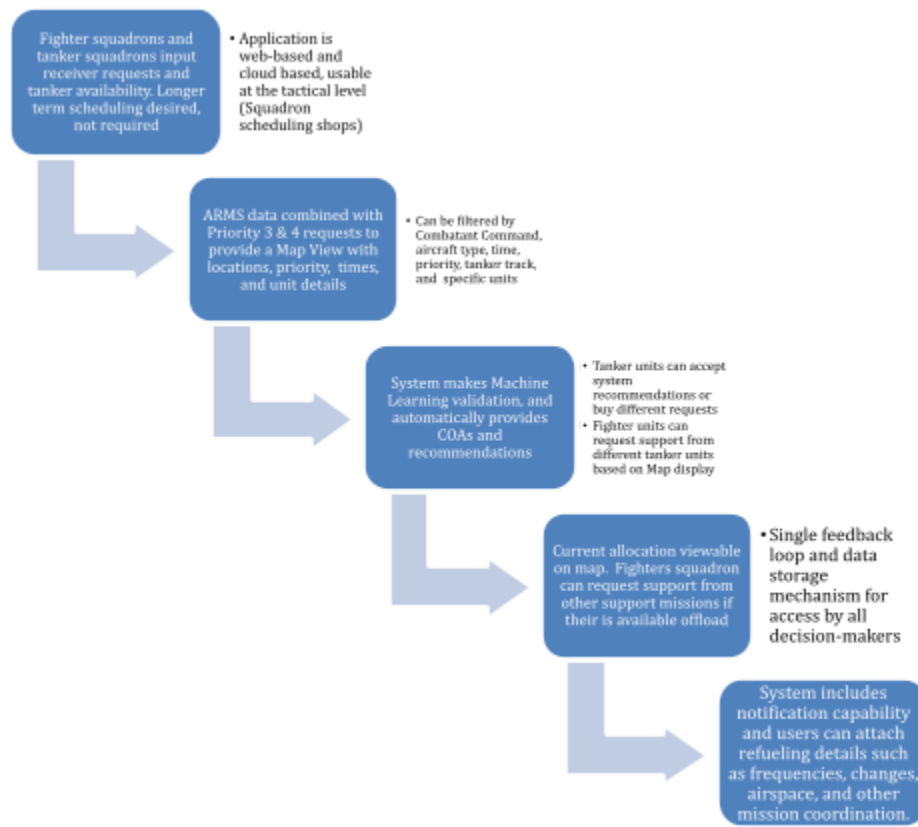 Fighter squadrons and
tanker squadrons input
receiver requests and
tanker availability. Longer
term scheduling desired,
not required
• Application is
web-based and
cloud based, usable
at the tactical level
(Squadron
scheduling shops)
ARMS data combined with
Priority 3 & 4 requests to
provide a Map View with
locations, priority, times,
and unit details
• Can be filtered by
Combatant Command,
aircraft type, time,
priority, tanker track,
and specific units
System makes Machine
Learning validation, and
automatically provides
COAs and
recommendations
• Tanker units can accept
system
recommendations or
buy different requests
• Fighter units can
request support from
different tanker units
based on Map display
Current allocation viewable
on map. Fighters squadron
can request support from
other support missions if
their is available offload
• Single feedback
loop and data
storage
mechanism for
access by all
decision-makers
System includes
notification capability
and users can attach
refueling details such
as frequencies, changes,
airspace, and other
mission coordination.